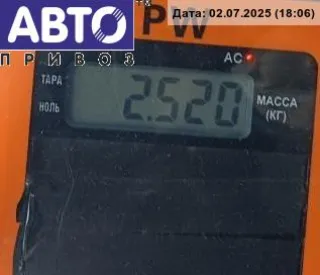 АВТО
ПРИВОЗ
PW
Дата: 02.07.2025 (18:06)
AC
ТАРА
НОЛЬ
2.520
МАССА
(КГ)